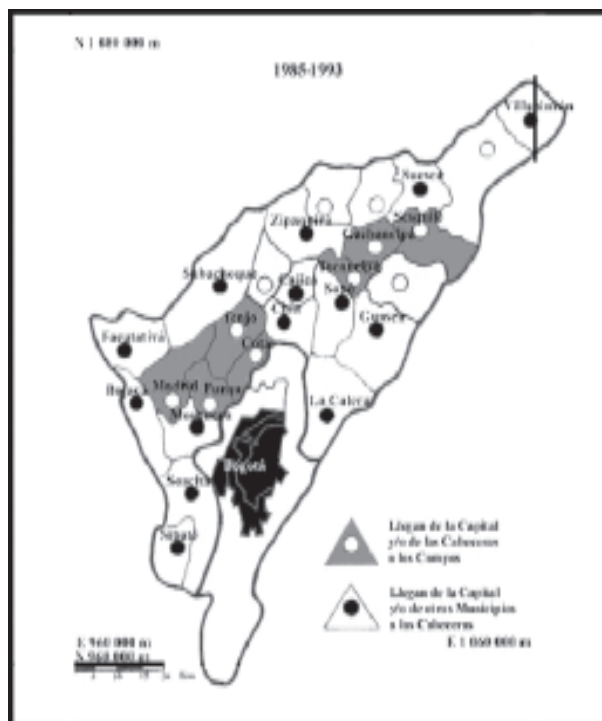 N 1 080 000 m
1985-1993
Villapinzón
Suesca
Sesquilé
Gachancipá
Zipaquirá
Tocancipá
Subachoque
Cajicá
Sopó
Tenjo
Chía
Guasca
Cota
Facatativá
Madrid
Funza
Bojacá
Mosquera
La Calera
Bogotá
Soacha
Sibaté
Llegan de la Capital
y/o de las Cabeceras
a los Campos
Llegan de la Capital
y/o de otros Municipios
a las Cabeceras
E 960 000 m
E 1 060 000 m
N 960 000 m
Km